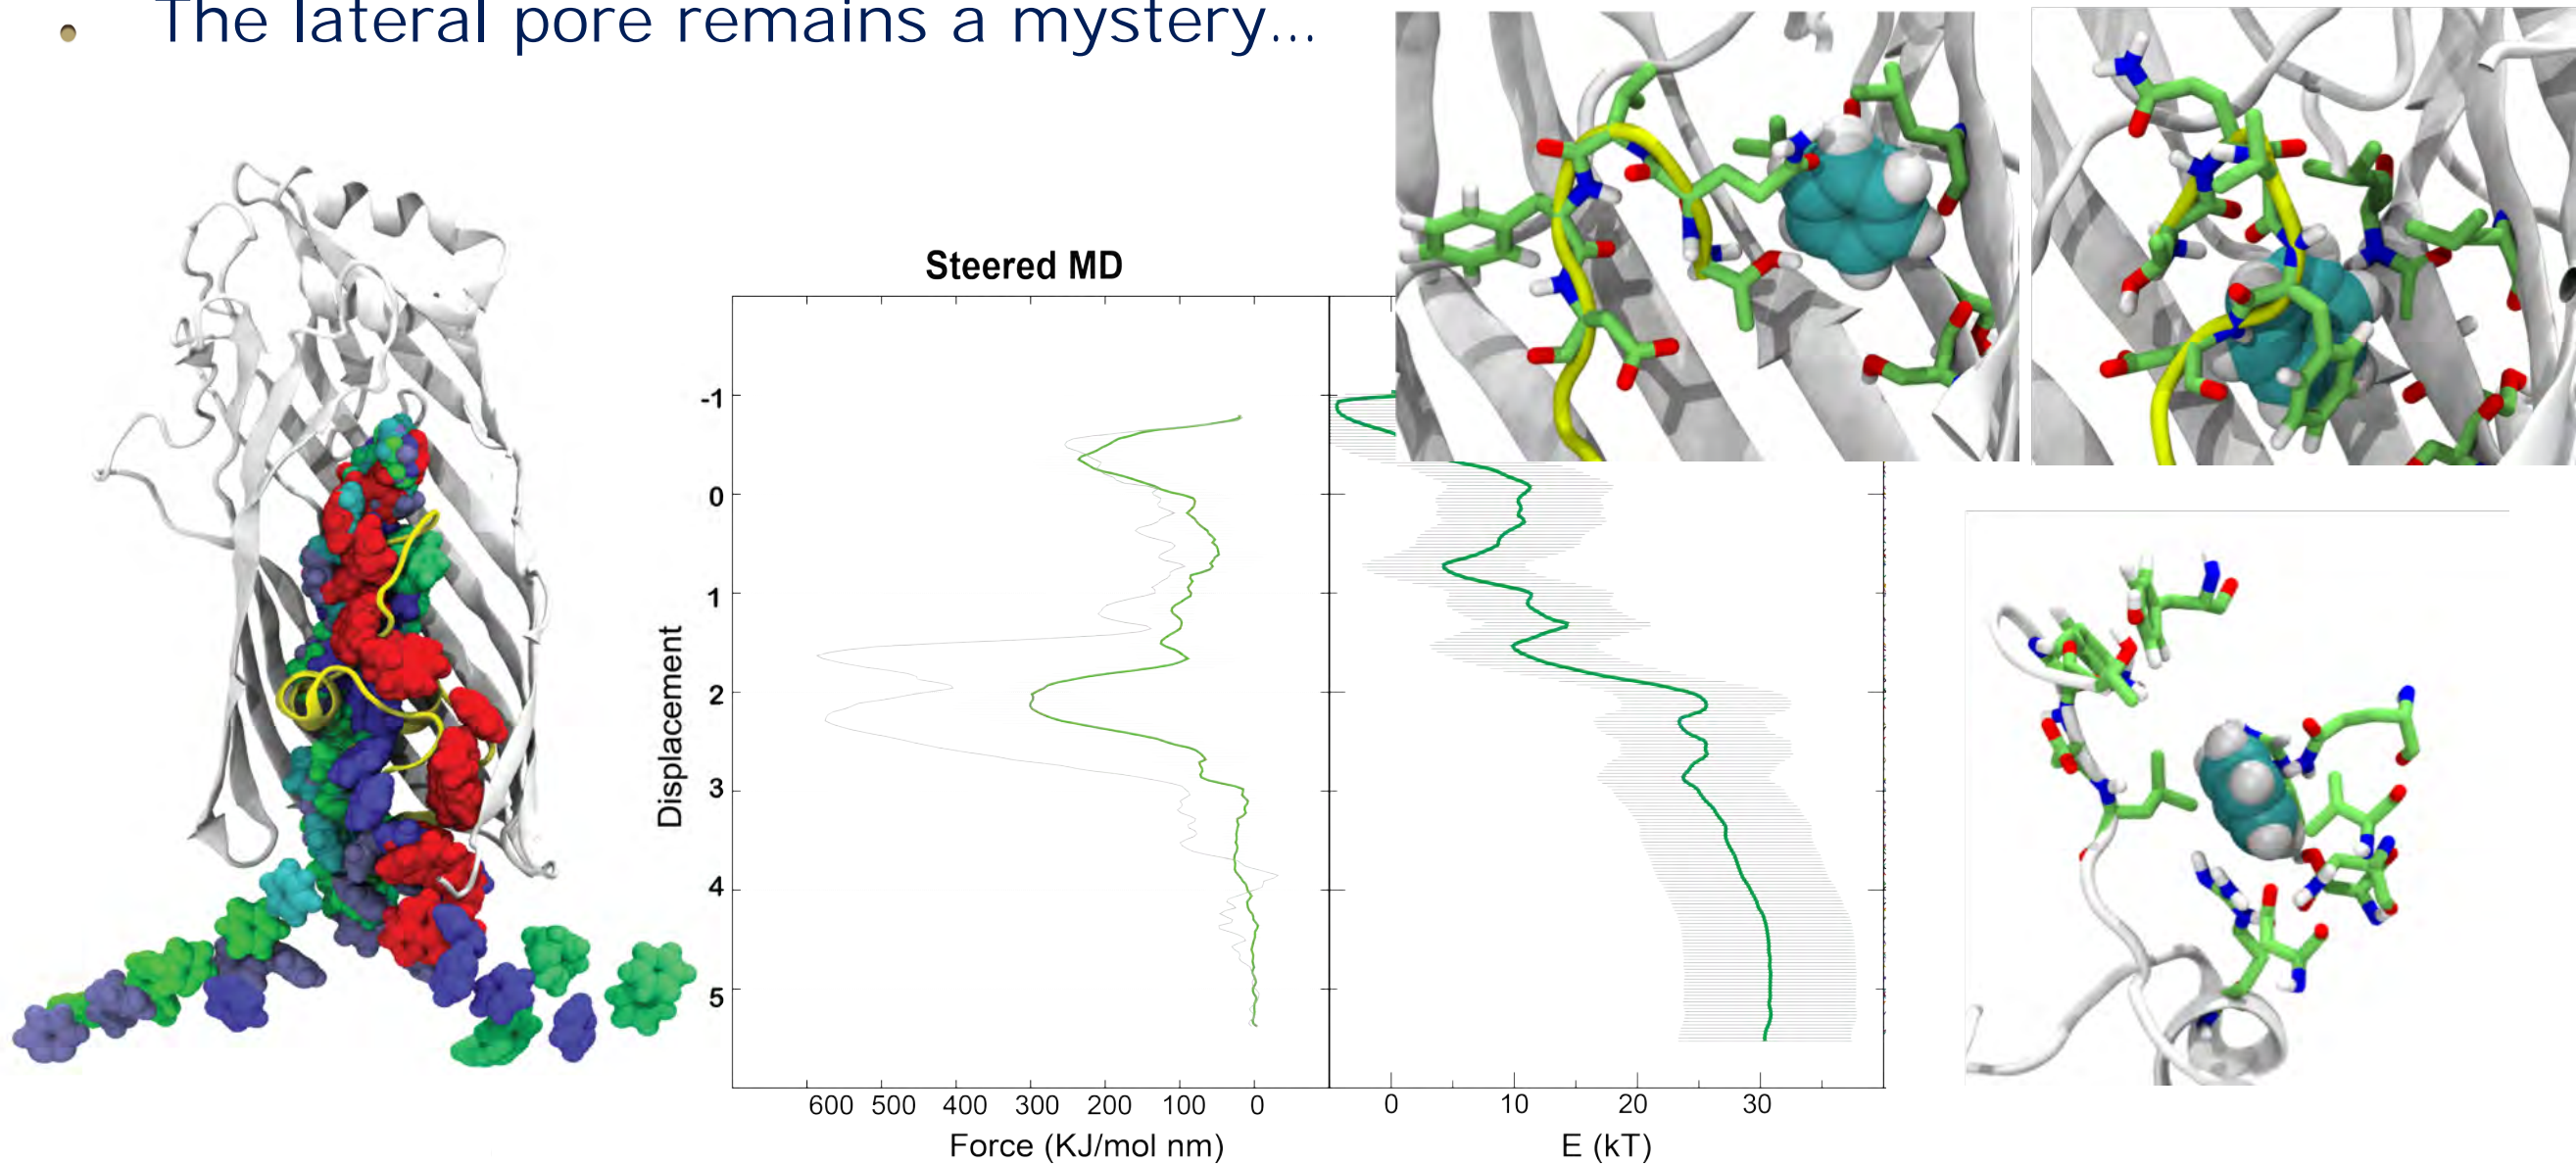 The lateral pore remains a mystery...
Steered MD
-1
0
1
2
3
4
5
Displacement
600 500 400 300 200 100 0
Force (KJ/mol nm)
0 10 20 30
E (kT)